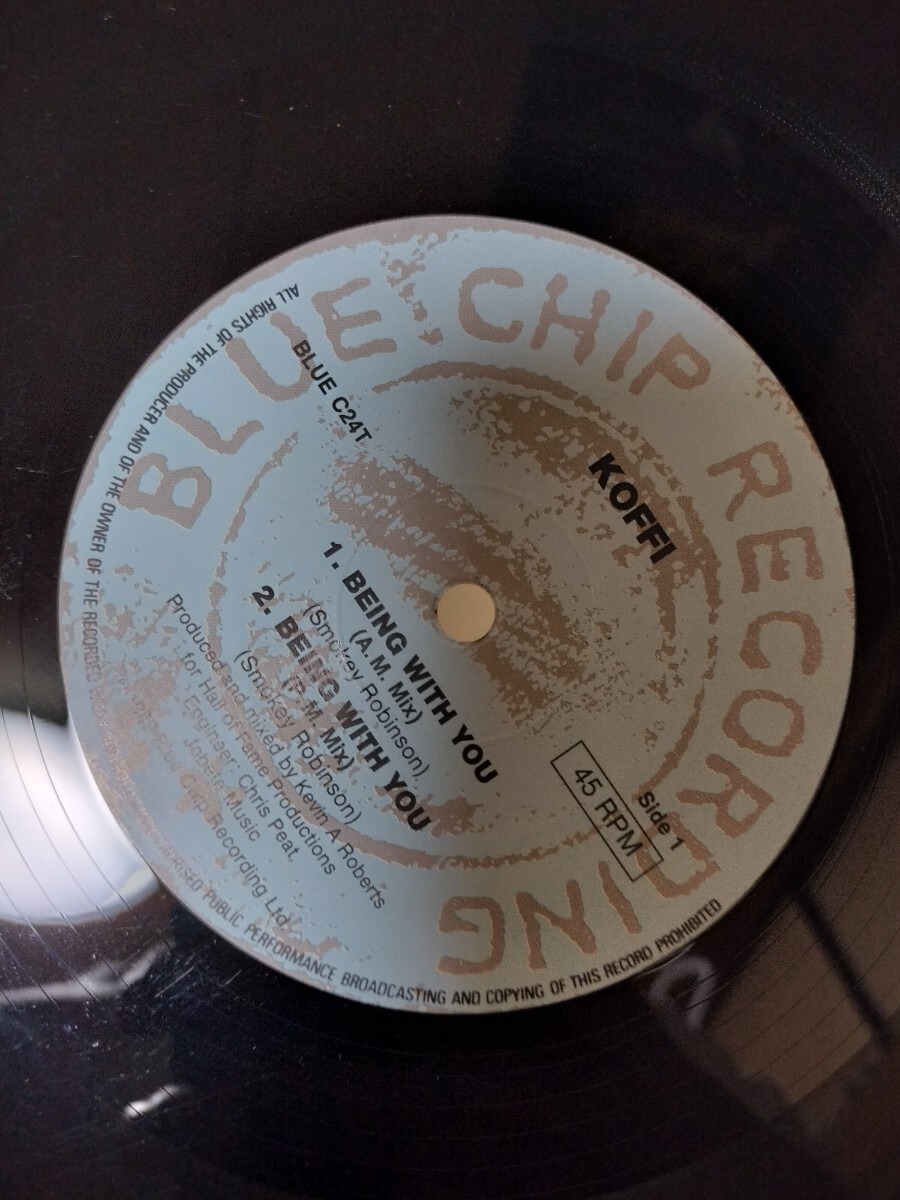 BLUE CHIP RECORDING
KOFFI
BLUE C24T
Side 1
45 RPM
1. BEING WITH YOU
(A. M. Mix)
(Smokey Robinson)
2. BEING WITH YOU
(P. M. Mix)
(Smokey Robinson)
Produced and mixed by Kevin A Roberts
for Hall of Fame Productions
Engineer: Chris Peat
Jobete Music
Blue Chip Recording Ltd
ALL RIGHTS OF THE PRODUCER AND OF THE OWNER OF THE RECORDED PUBLIC PERFORMANCE BROADCASTING AND COPYING OF THIS RECORD PROHIBITED